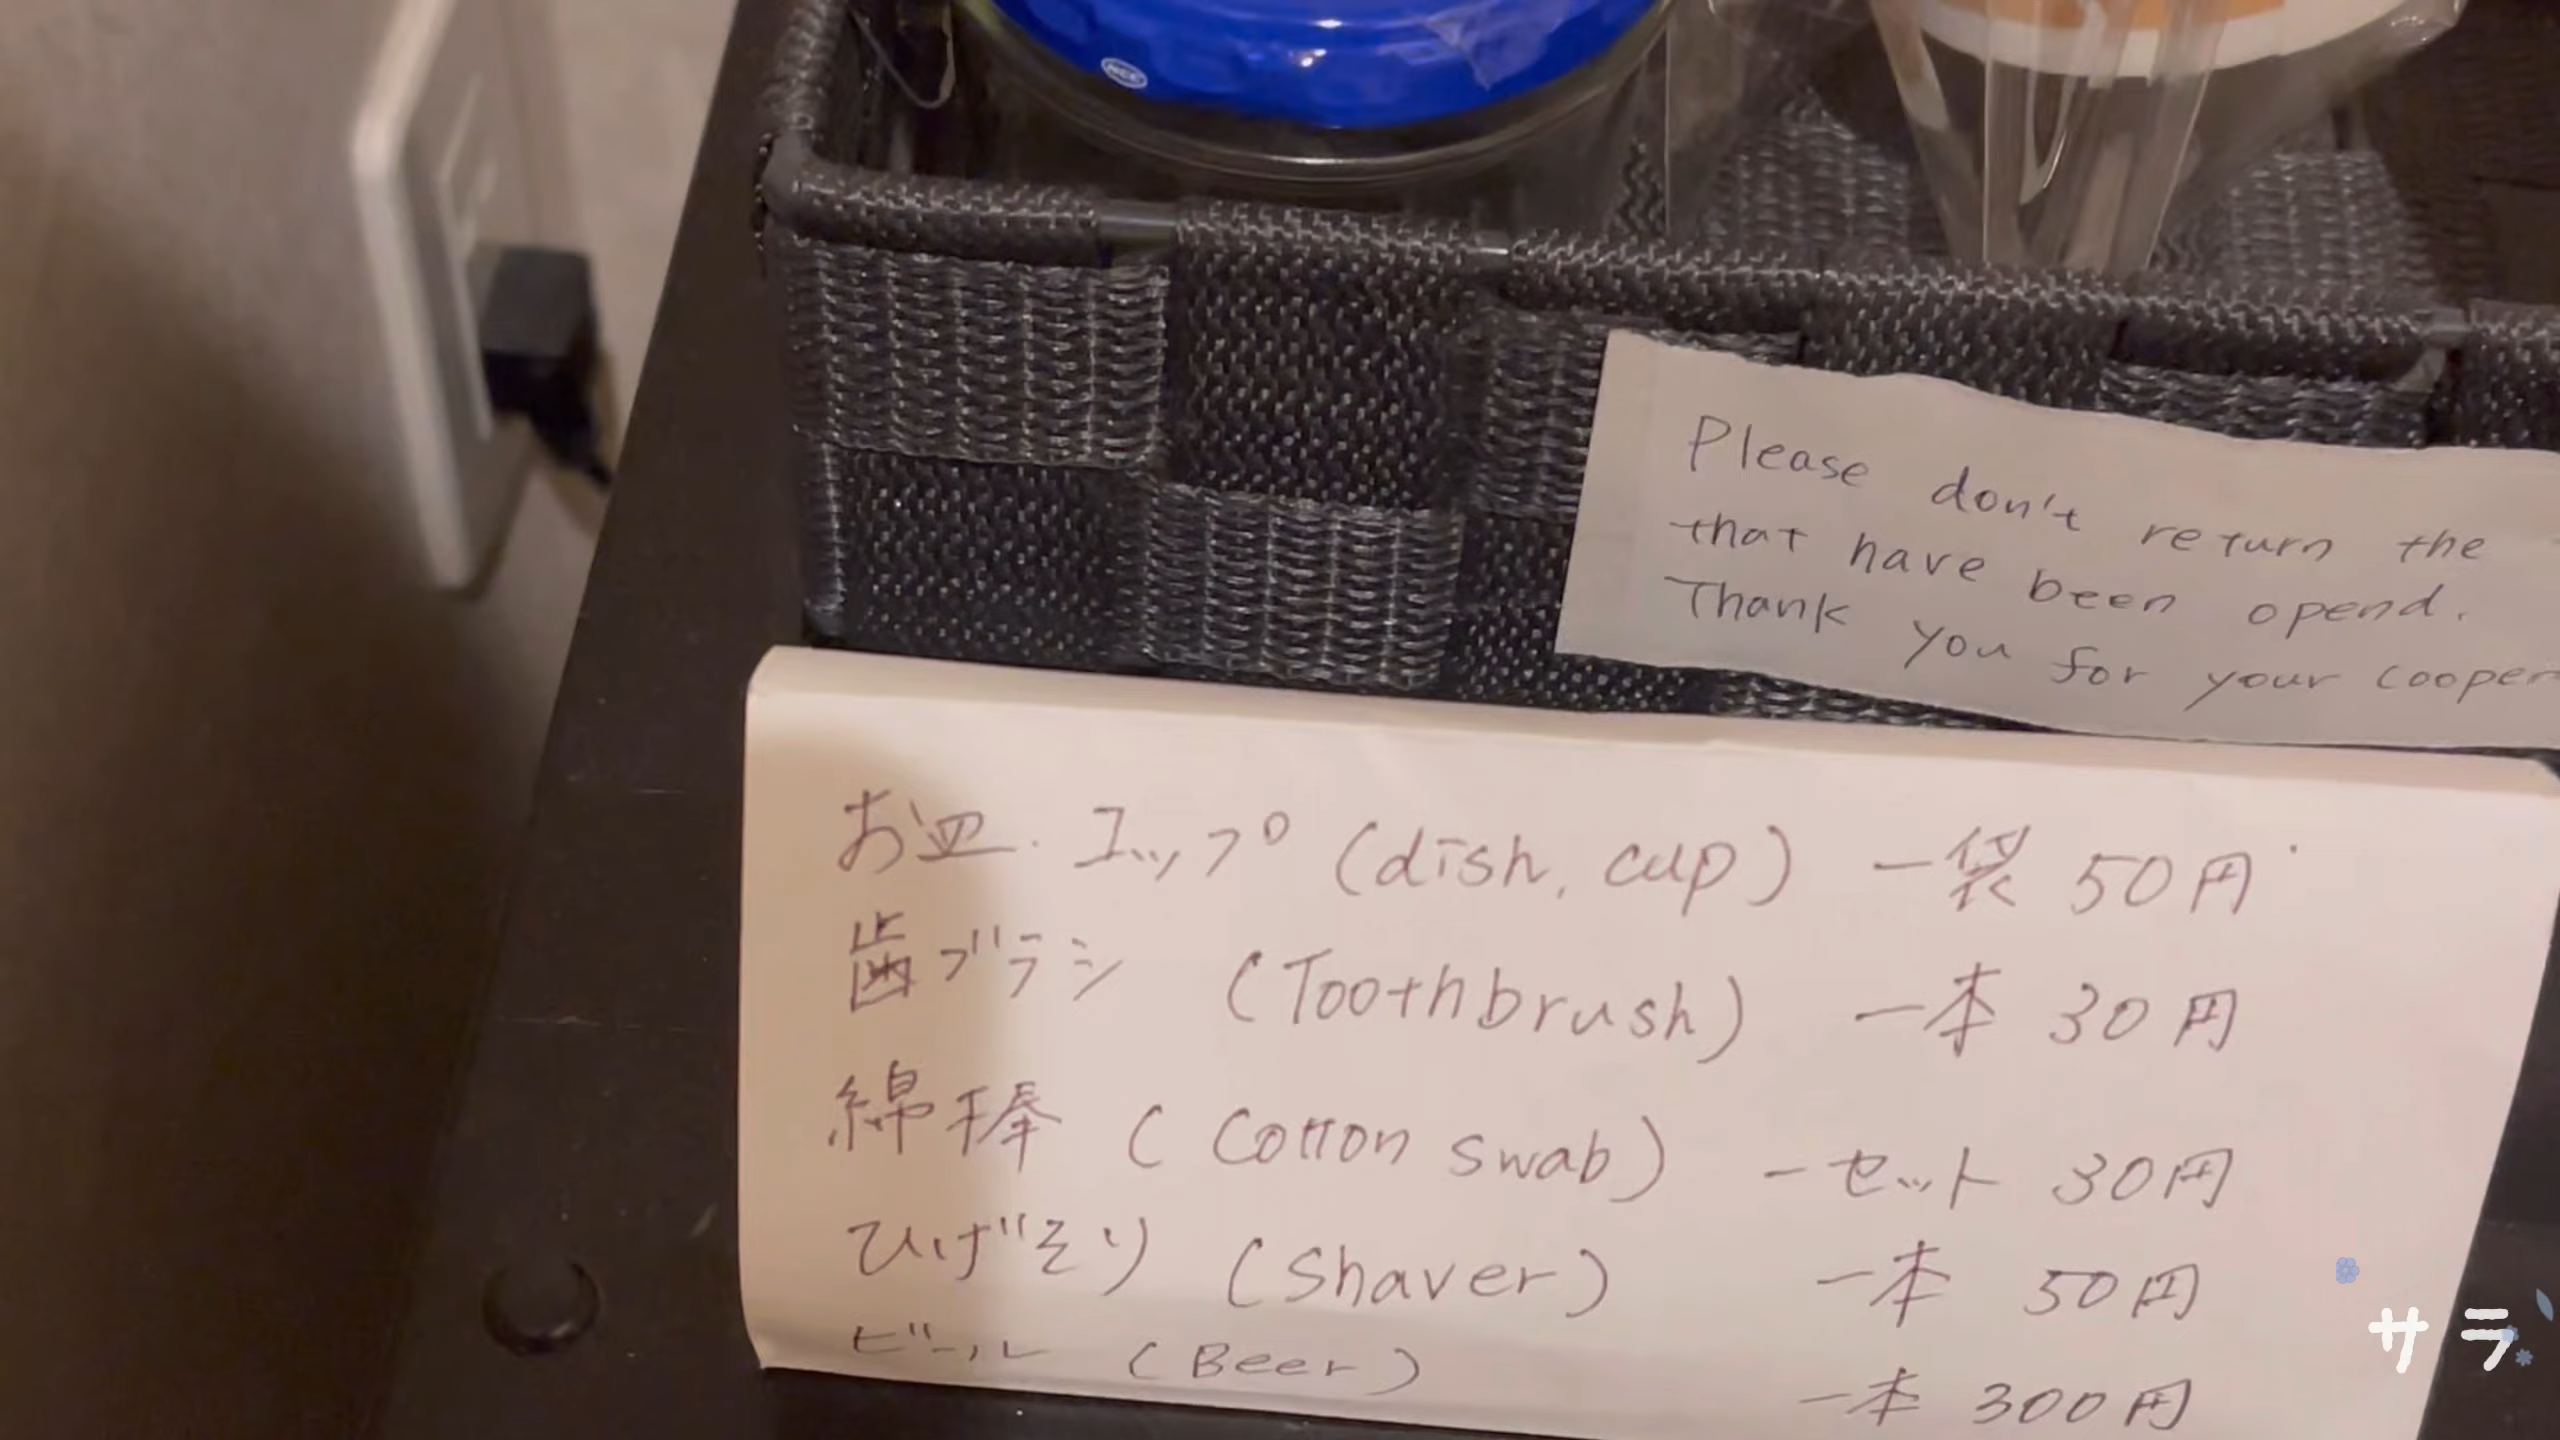 NCC
Please don't return the
that have been opend.
Thank you for your cooper
お皿・コップ (dish, cup) 一袋 50円
歯ブラシ (Toothbrush) 一本 30円
綿棒 (Cotton swab) 一セット 30円
ひげそり (Shaver) 一本 50円
ビール (Beer) 一本 300円
サラ